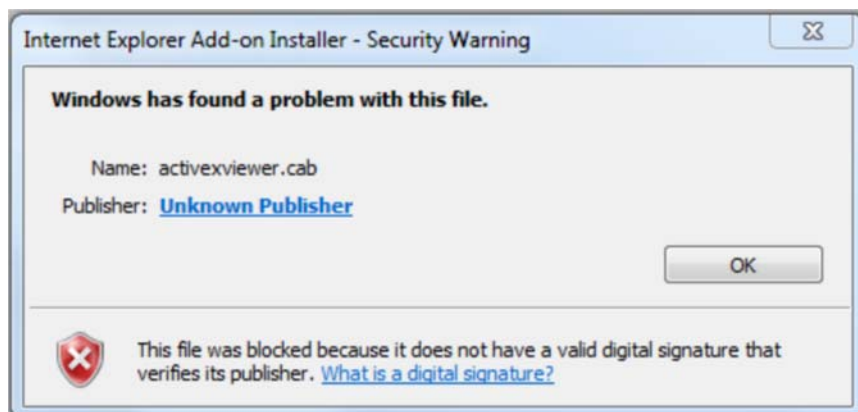 Internet Explorer Add-on Installer - Security Warning
Windows has found a problem with this file.
Name: activexviewer.cab
Publisher: Unknown Publisher
OK
This file was blocked because it does not have a valid digital signature that
verifies its publisher. What is a digital signature?